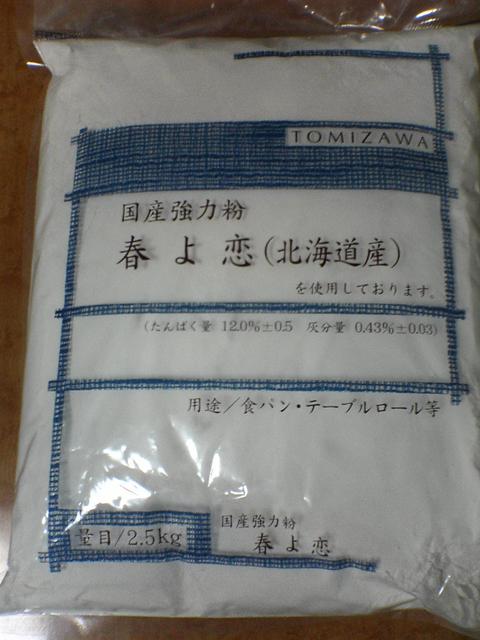 TOMIZAWA
国産強力粉
春よ恋(北海道産)
を使用しております。
(たんぱく量 12.0%±0.5 灰分量 0.43%±0.03)
用途/食パン・テーブルロール等
量目/2.5kg
国産強力粉
春よ恋